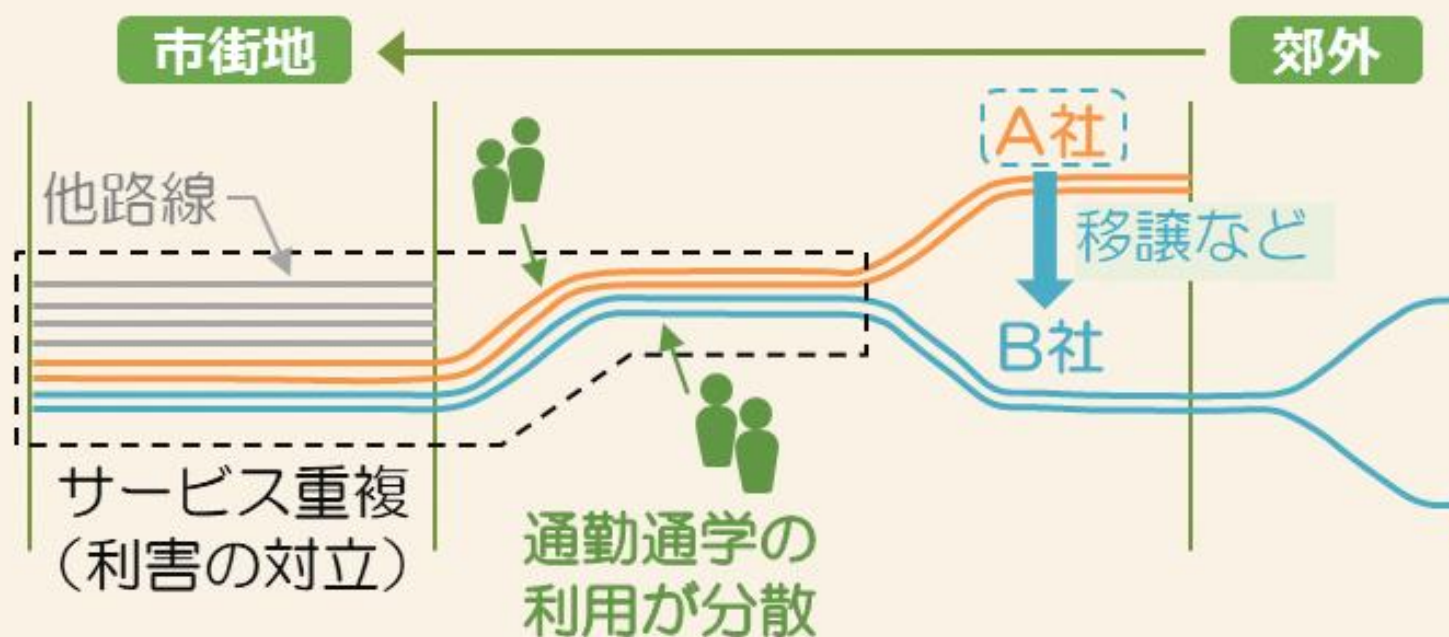 市街地
郊外
A社
他路線
移譲など
B社
サービス重複
（利害の対立）
通勤通学の
利用が分散